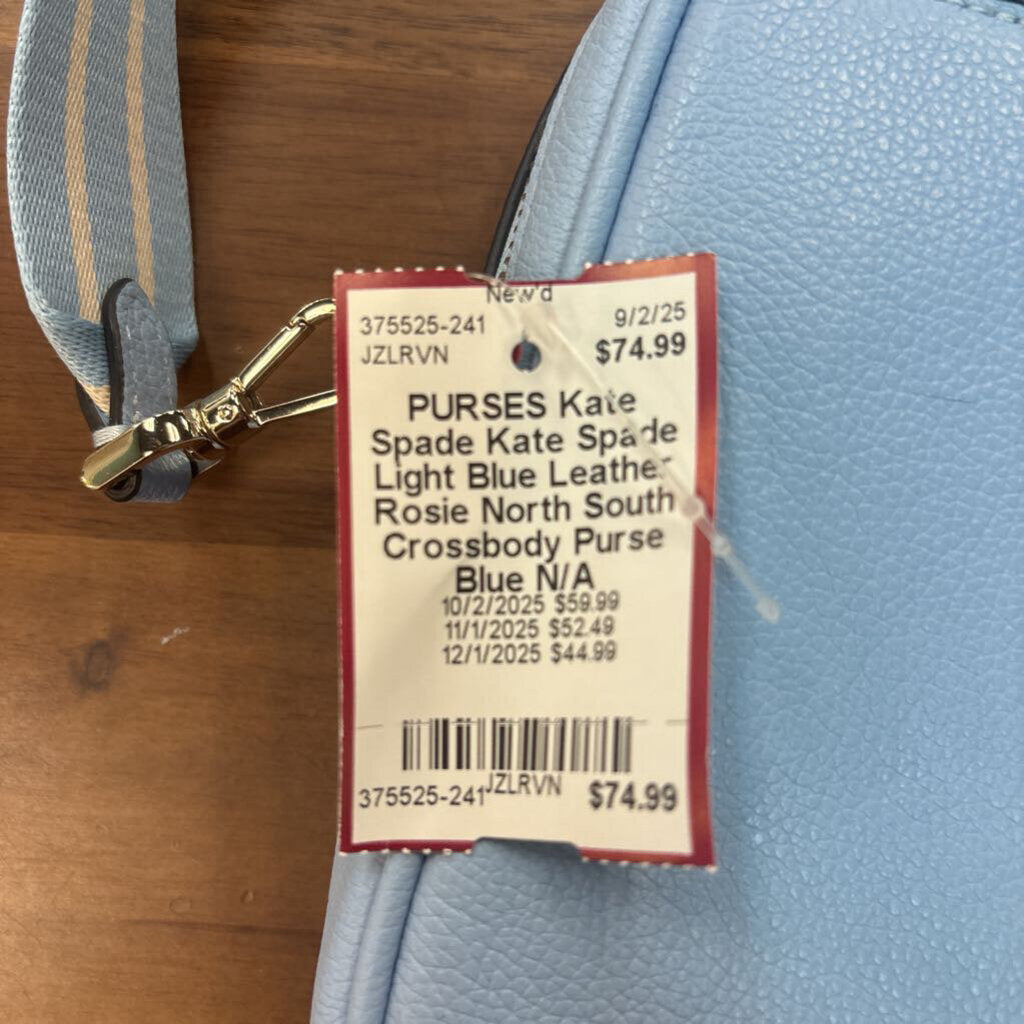 New'd
375525-241 9/2/25
JZLRVN $74.99
PURSES Kate
Spade Kate Spade
Light Blue Leather
Rosie North South
Crossbody Purse
Blue N/A
10/2/2025 $59.99
11/1/2025 $52.49
12/1/2025 $44.99
375525-241 JZLRVN $74.99